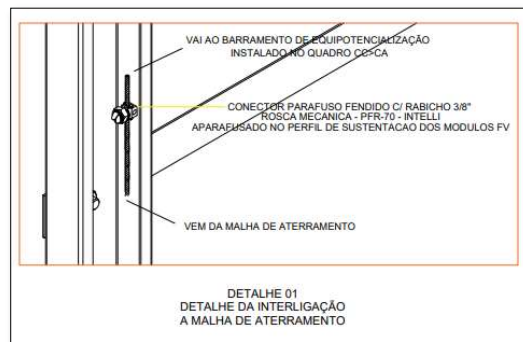 VAI AO BARRAMENTO DE EQUIPOTENCIALIZAÇÃO
INSTALADO NO QUADRO CC>CA
CONECTOR PARAFUSO FENDIDO C/ RABICHO 3/8"
ROSCA MECANICA - PFR-70 - INTELLI
APARAFUSADO NO PERFIL DE SUSTENTACAO DOS MODULOS FV
VEM DA MALHA DE ATERRAMENTO
DETALHE 01
DETALHE DA INTERLIGAÇÃO
A MALHA DE ATERRAMENTO